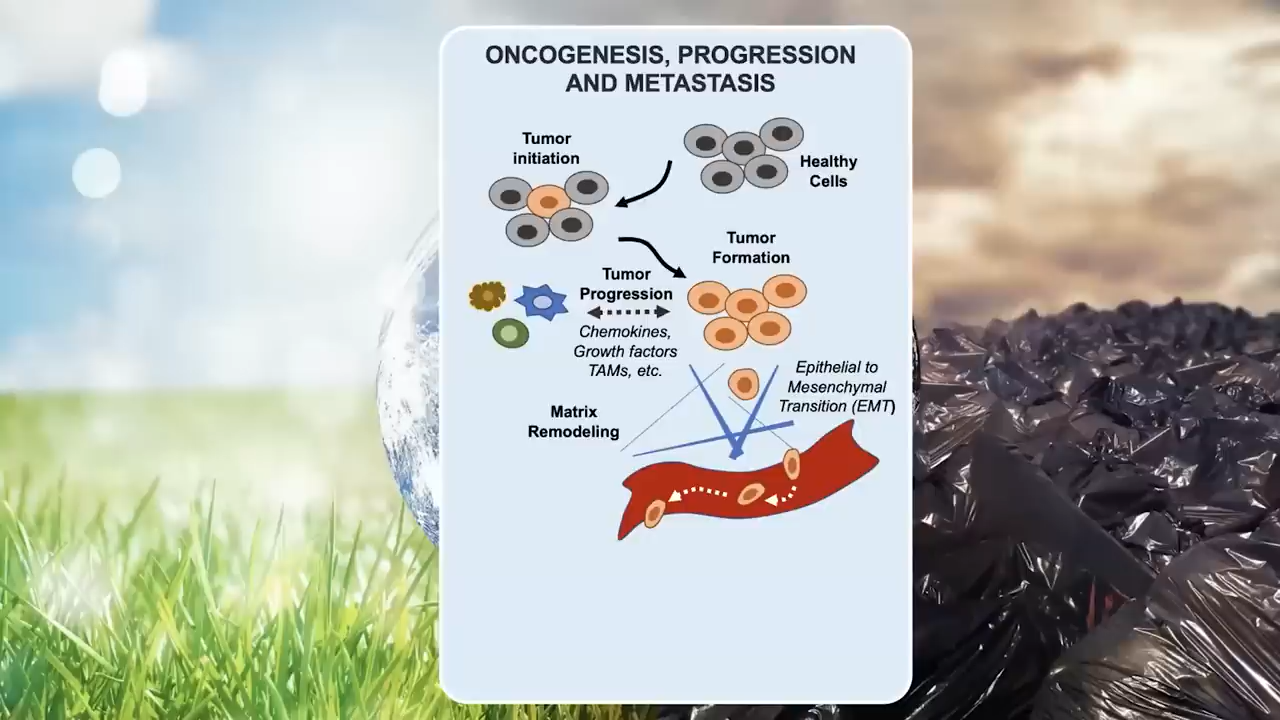 ONCOGENESIS, PROGRESSION
AND METASTASIS
Tumor
initiation
Healthy
Cells
Tumor
Formation
Tumor
Progression
Chemokines,
Growth factors
TAMs, etc.
Epithelial to
Mesenchymal
Transition (EMT)
Matrix
Remodeling